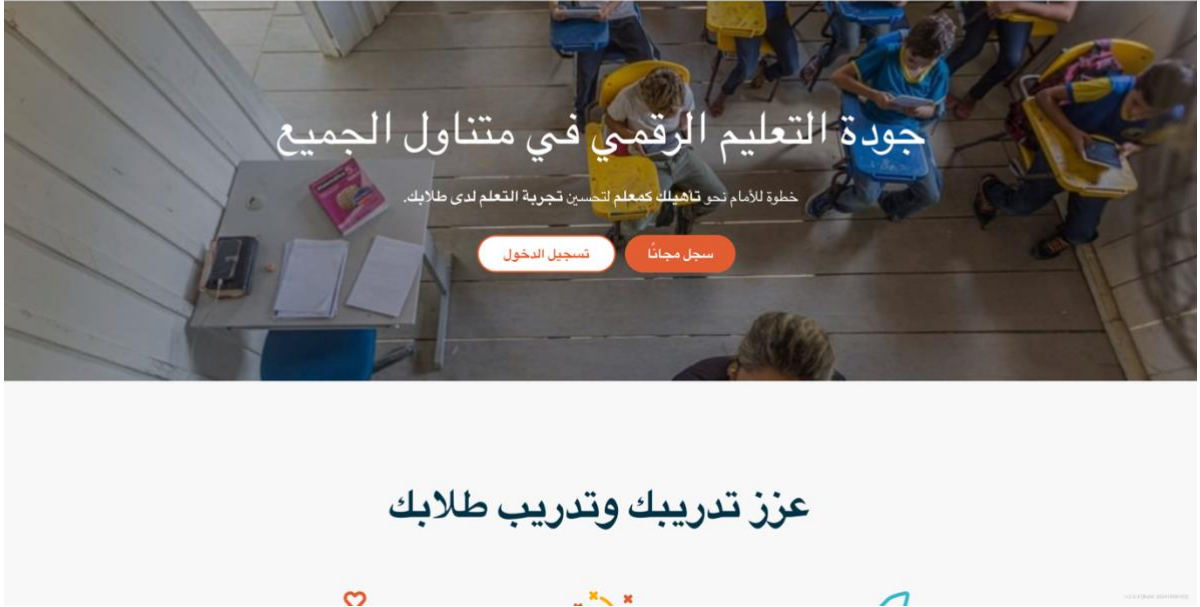 جودة التعليم الرقمي في متناول الجميع
خطوة للأمام نحو تأهيلك كمعلم لتحسين تجربة التعلم لدى طلابك.
سجل مجانًا
تسجيل الدخول
عزز تدريبك وتدريب طلابك